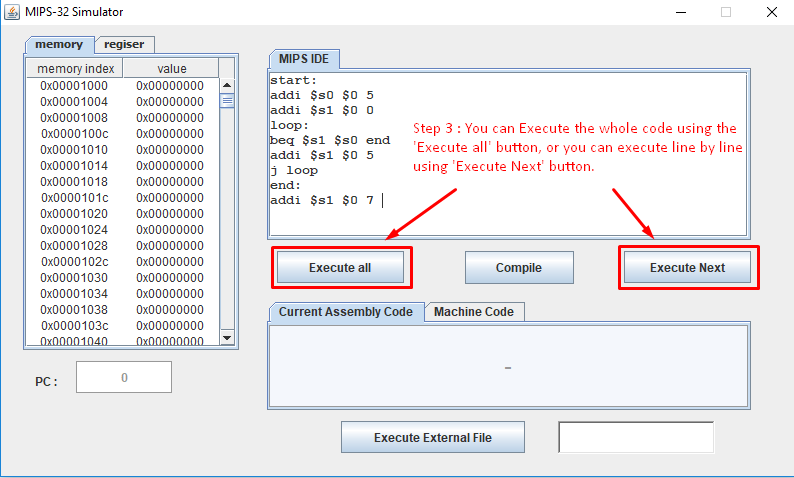 MIPS-32 Simulator
memory regiser
memory index value
0x00001000 0x00000000
0x00001004 0x00000000
0x00001008 0x00000000
0x0000100c 0x00000000
0x00001010 0x00000000
0x00001014 0x00000000
0x00001018 0x00000000
0x0000101c 0x00000000
0x00001020 0x00000000
0x00001024 0x00000000
0x00001028 0x00000000
0x0000102c 0x00000000
0x00001030 0x00000000
0x00001034 0x00000000
0x00001038 0x00000000
0x0000103c 0x00000000
0x00001040 0x00000000
PC : 0
MIPS IDE
start:
addi $s0 $0 5
addi $s1 $0 0
loop:
beq $s1 $s0 end
addi $s1 $0 5
j loop
end:
addi $s1 $0 7
Step 3 : You can Execute the whole code using the
'Execute all' button, or you can execute line by line
using 'Execute Next' button.
Execute all Compile Execute Next
Current Assembly Code Machine Code
_
Execute External File